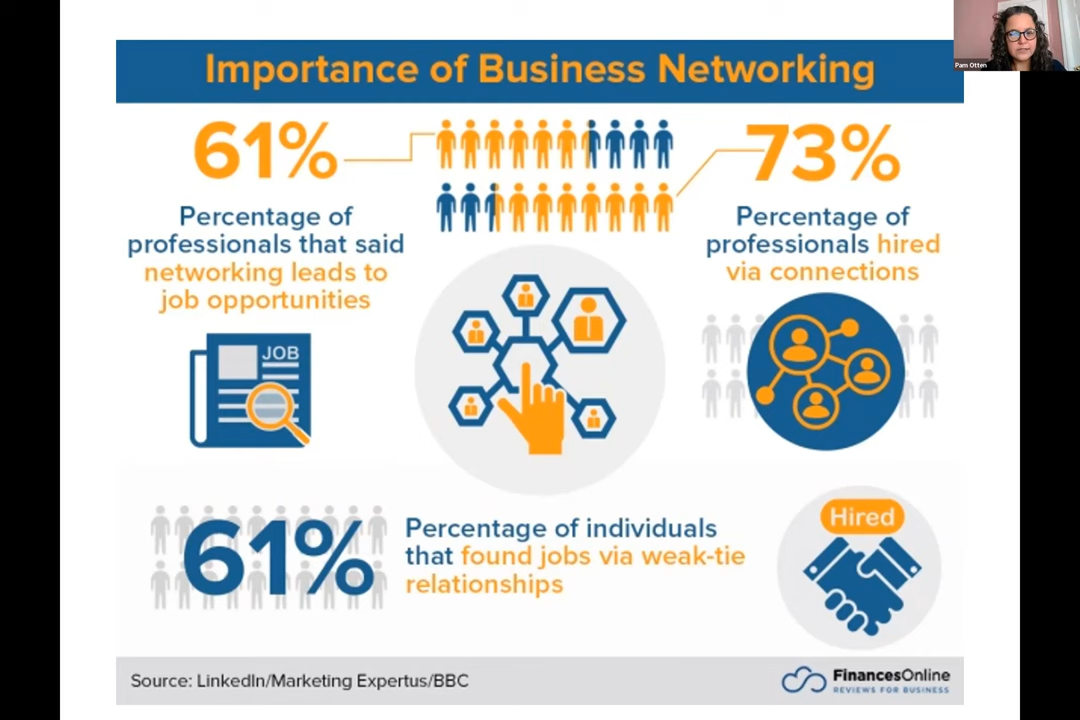 Importance of Business Networking
61%
Percentage of
professionals that said
networking leads to
job opportunities
73%
Percentage of
professionals hired
via connections
JOB
61%
Percentage of individuals
that found jobs via weak-tie
relationships
Hired
Source: LinkedIn/Marketing Expertus/BBC
FinancesOnline
REVIEWS FOR BUSINESS
Pam Otten